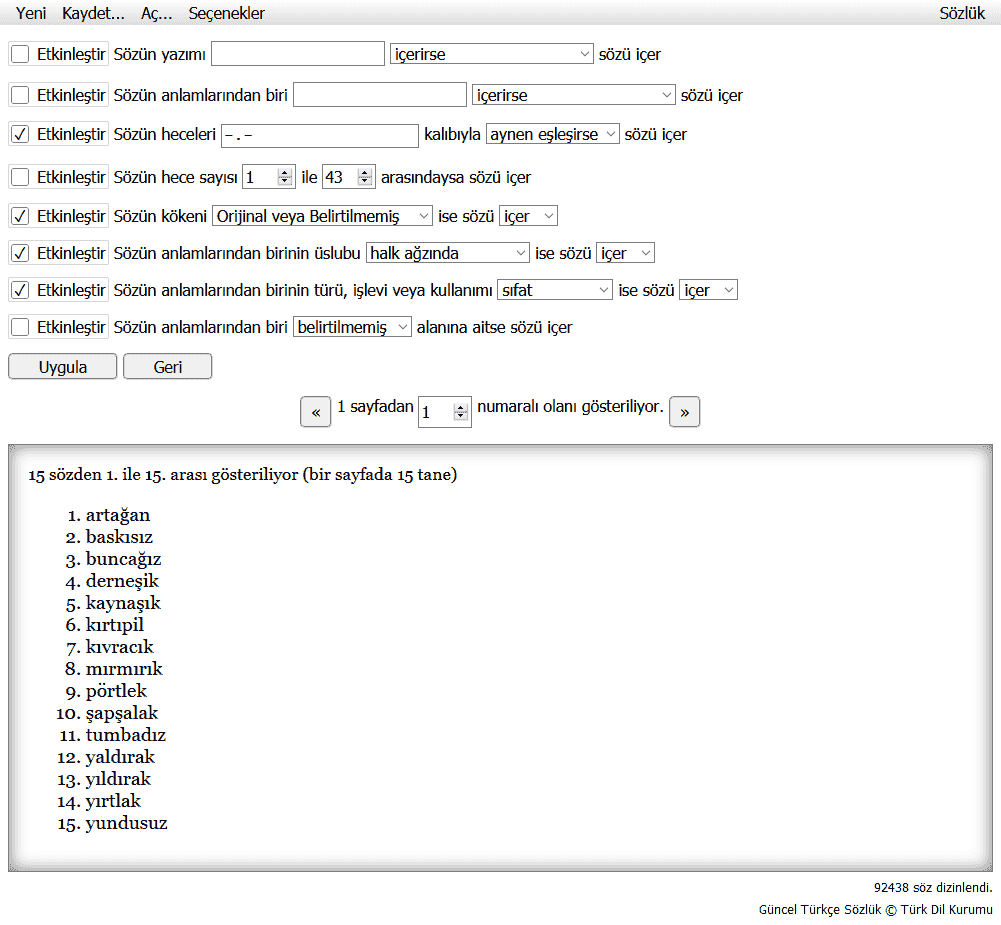 Yeni Kaydet... Aç... Seçenekler Sözlük
Etkinleştir Sözün yazımı içerirse sözü içer
Etkinleştir Sözün anlamlarından biri içerirse sözü içer
Etkinleştir Sözün heceleri –.– kalıbıyla aynen eşleşirse sözü içer
Etkinleştir Sözün hece sayısı 1 ile 43 arasındaysa sözü içer
Etkinleştir Sözün kökeni Orijinal veya Belirtilmemiş ise sözü içer
Etkinleştir Sözün anlamlarından birinin üslubu halk ağzında ise sözü içer
Etkinleştir Sözün anlamlarından birinin türü, işlevi veya kullanımı sıfat ise sözü içer
Etkinleştir Sözün anlamlarından biri belirtilmemiş alanına aitse sözü içer
Uygula Geri
« 1 sayfadan 1 numaralı olanı gösteriliyor. »
15 sözden 1. ile 15. arası gösteriliyor (bir sayfada 15 tane)
1. artağan
2. baskısız
3. buncağız
4. derneşik
5. kaynaşık
6. kırtıpil
7. kıvracık
8. mırmırık
9. pörtlek
10. şapşalak
11. tumbadız
12. yaldırak
13. yıldırak
14. yırtlak
15. yundusuz
92438 söz dizinlendi.
Güncel Türkçe Sözlük © Türk Dil Kurumu